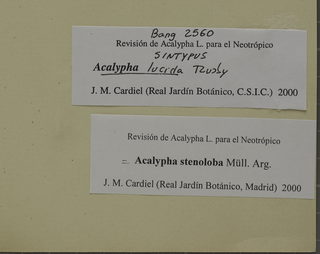 Bang 2560
Revisión de Acalypha L. para el Neotrópico
SINTYPUS
Acalypha lucida Rusby
J. M. Cardiel (Real Jardín Botánico, C.S.I.C.) 2000
Revisión de Acalypha L. para el Neotrópico
= Acalypha stenoloba Müll. Arg.
J. M. Cardiel (Real Jardín Botánico, Madrid) 2000